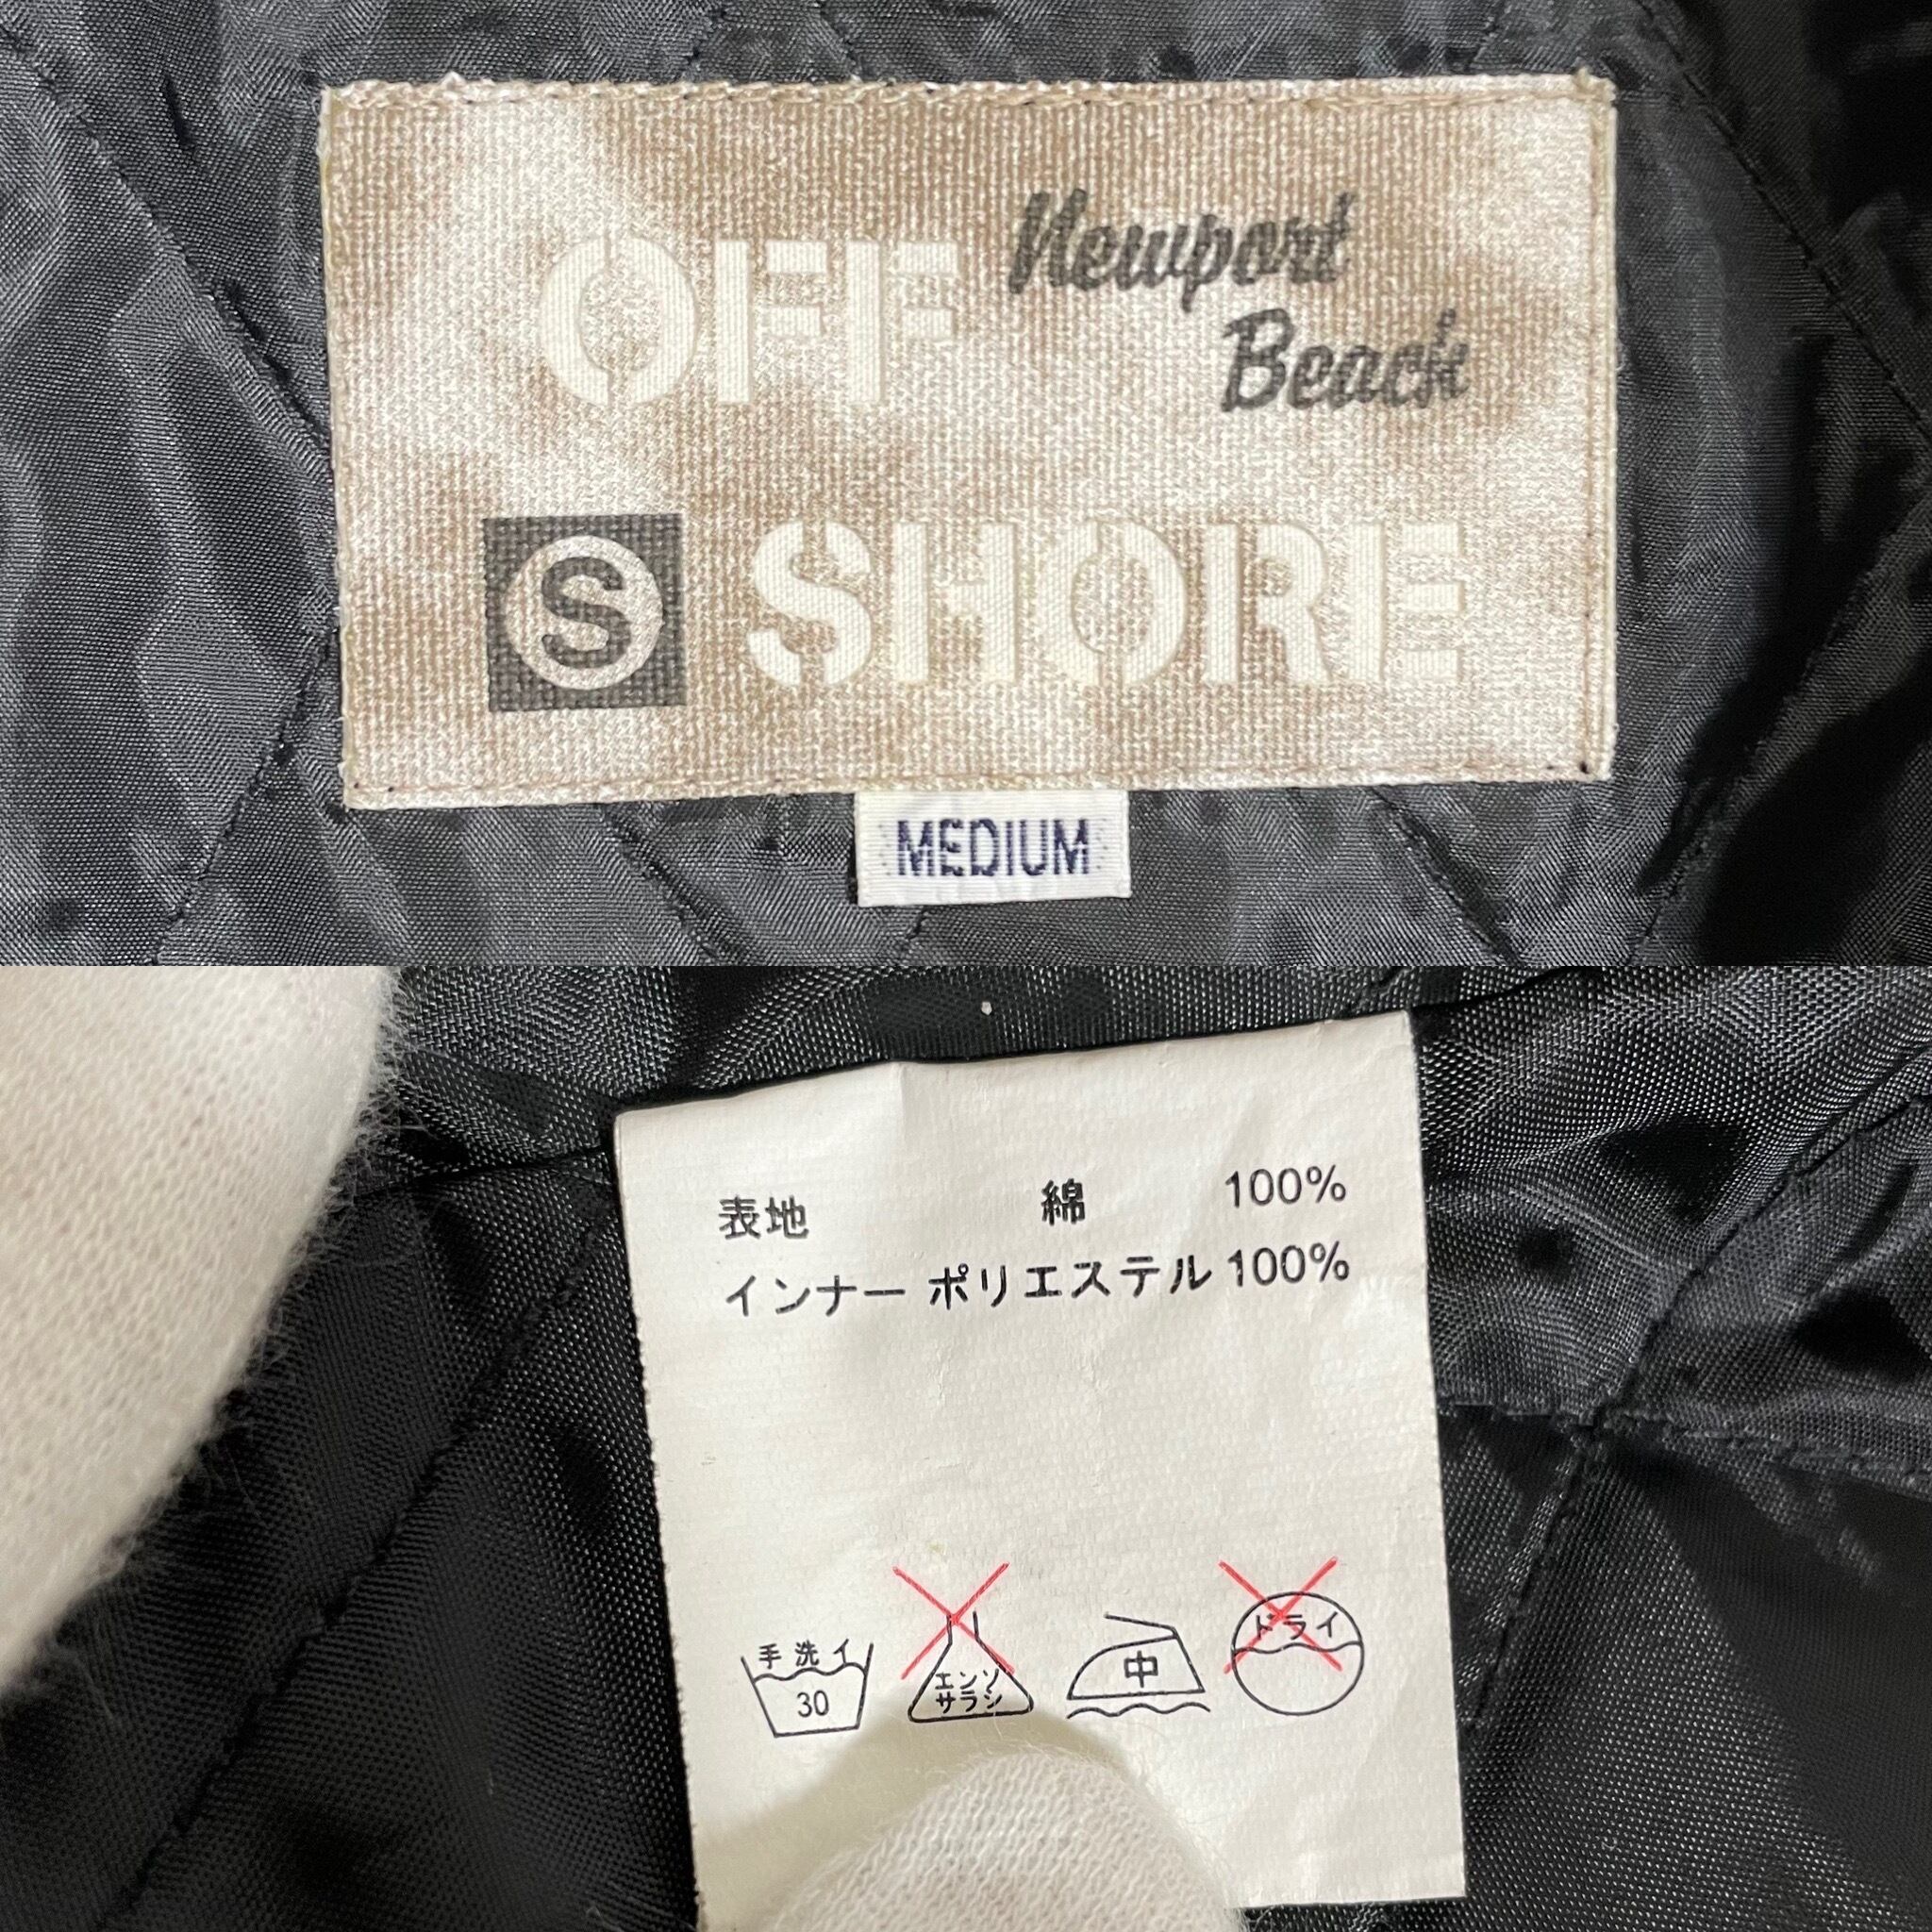 OFF Newport
Beach
S SHORE
MEDIUM
表地 綿 100%
インナー ポリエステル 100%
手洗イ
30
エンソ
サラシ
中
ドライ